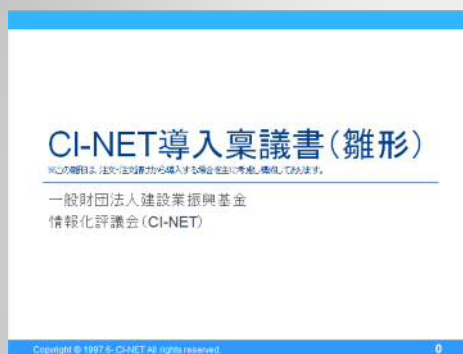 CI-NET導入稟議書(雛形)
※この雛形は、注文・注文請けから導入する場合を主に考慮し構成しております。
一般財団法人建設業振興基金
情報化評議会(CI-NET)
Copyright © 1997.6- CI-NET All rights reserved. 0